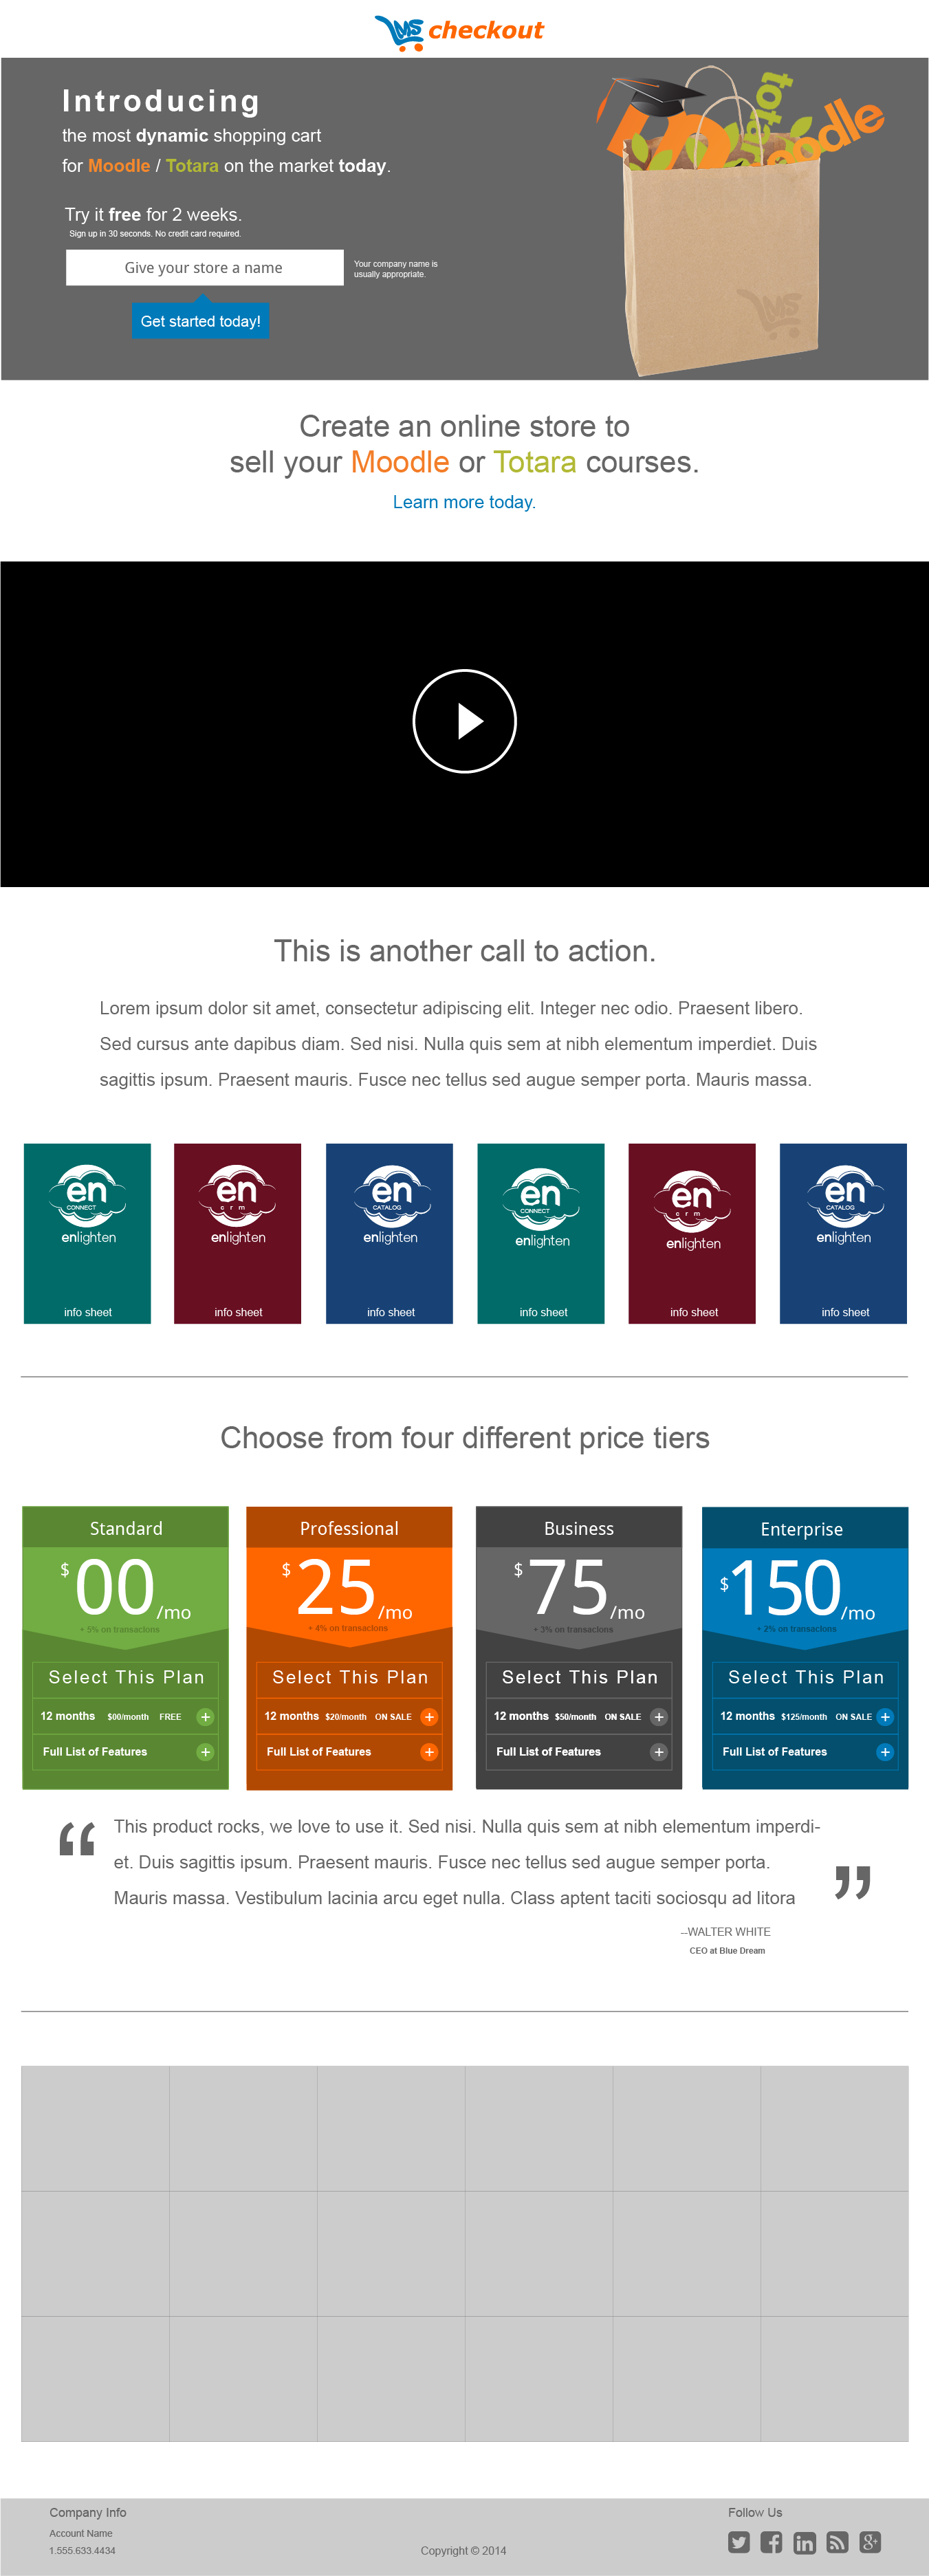 LMS checkout
Introducing
the most dynamic shopping cart
for Moodle / Totara on the market today.
totara
m
moodle
Try it free for 2 weeks.
Sign up in 30 seconds. No credit card required.
Give your store a name
Your company name is
usually appropriate.
Get started today!
LMS
Create an online store to
sell your Moodle or Totara courses.
Learn more today.
This is another call to action.
Lorem ipsum dolor sit amet, consectetur adipiscing elit. Integer nec odio. Praesent libero.
Sed cursus ante dapibus diam. Sed nisi. Nulla quis sem at nibh elementum imperdiet. Duis
sagittis ipsum. Praesent mauris. Fusce nec tellus sed augue semper porta. Mauris massa.
en
CONNECT
enlighten
info sheet
en
crm
enlighten
info sheet
en
CATALOG
enlighten
info sheet
en
CONNECT
enlighten
info sheet
en
crm
enlighten
info sheet
en
CATALOG
enlighten
info sheet
Choose from four different price tiers
Standard
$00/mo
+ 5% on transacions
Select This Plan
12 months $00/month FREE +
Full List of Features +
Professional
$25/mo
+ 4% on transacions
Select This Plan
12 months $20/month ON SALE +
Full List of Features +
Business
$75/mo
+ 3% on transacions
Select This Plan
12 months $50/month ON SALE +
Full List of Features +
Enterprise
$150/mo
+ 2% on transacions
Select This Plan
12 months $125/month ON SALE +
Full List of Features +
“ This product rocks, we love to use it. Sed nisi. Nulla quis sem at nibh elementum imperdi-
et. Duis sagittis ipsum. Praesent mauris. Fusce nec tellus sed augue semper porta.
Mauris massa. Vestibulum lacinia arcu eget nulla. Class aptent taciti sociosqu ad litora ”
--WALTER WHITE
CEO at Blue Dream
Company Info
Account Name
1.555.633.4434
Copyright © 2014
Follow Us
in
g+